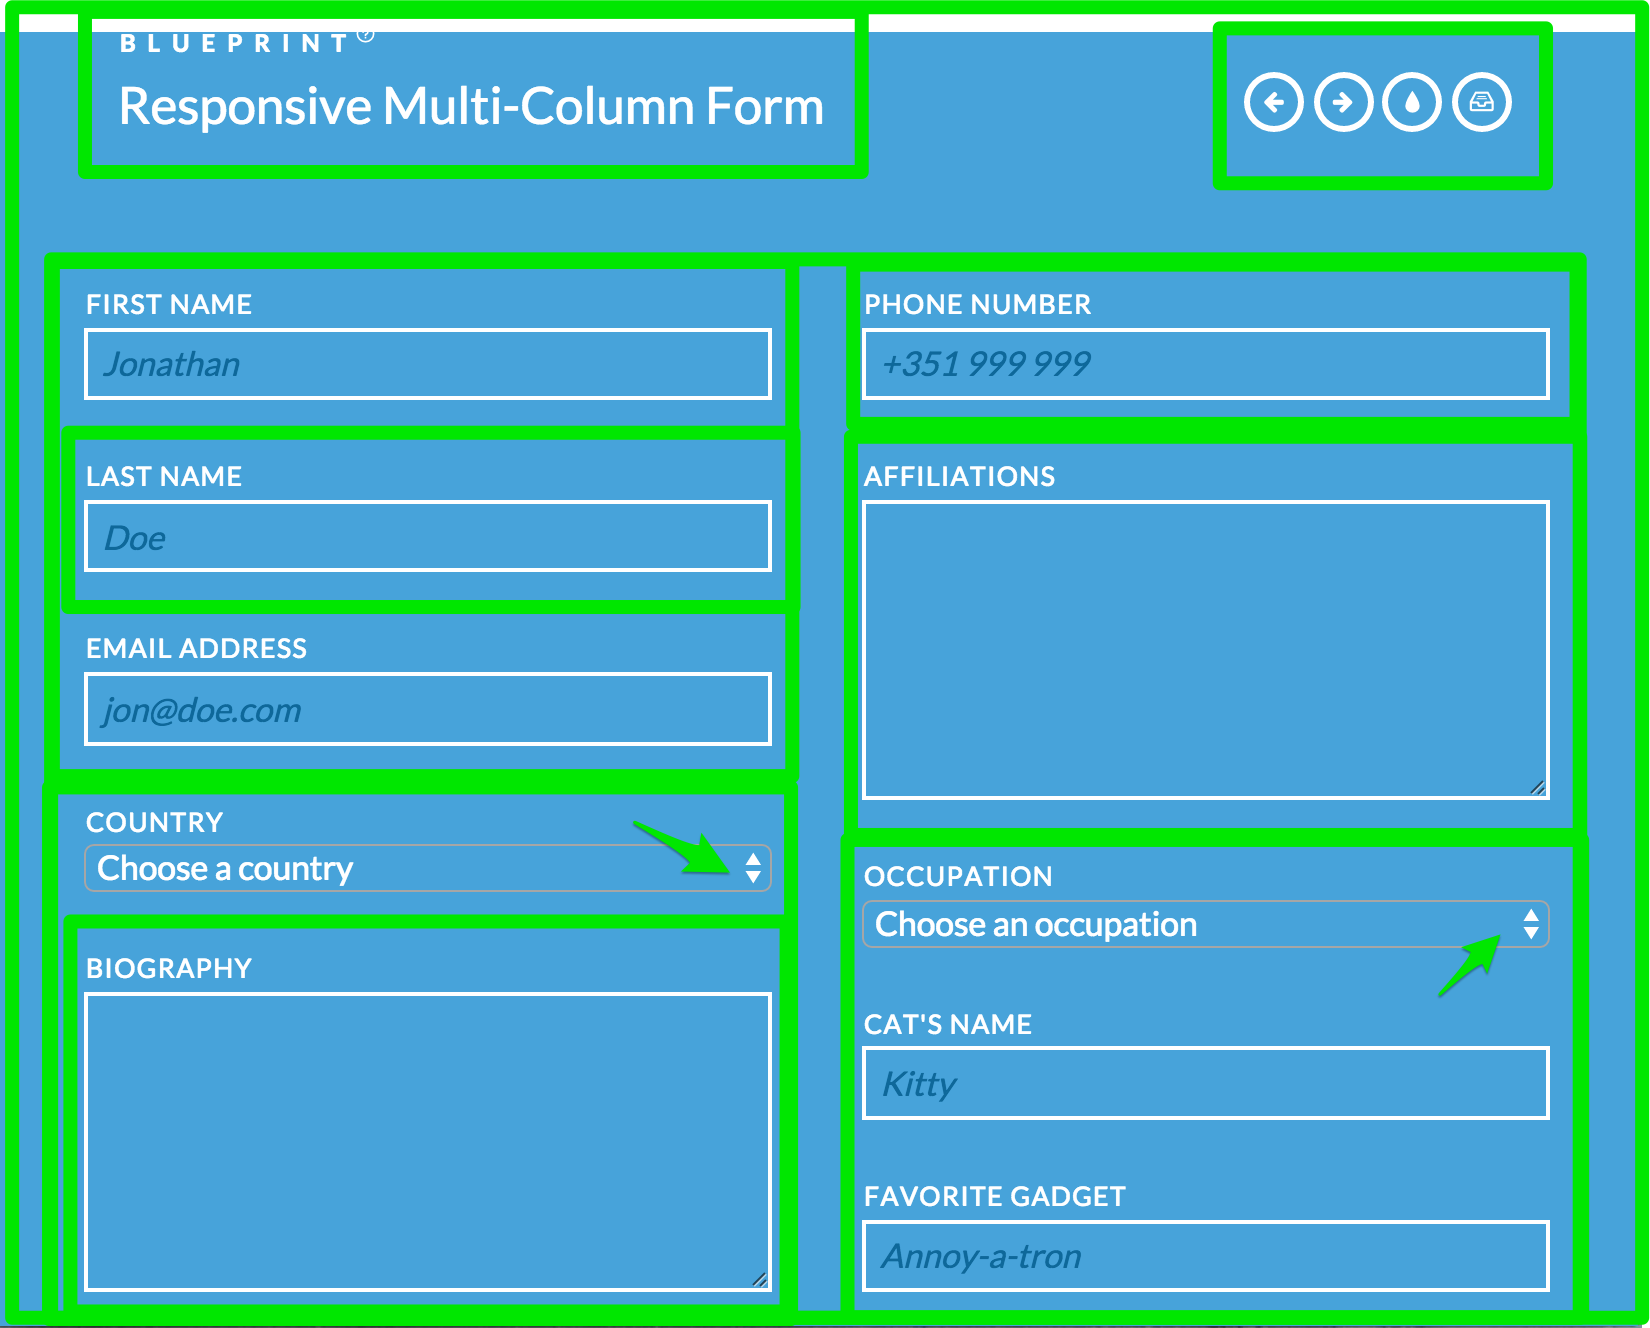 BLUEPRINT?
Responsive Multi-Column Form
FIRST NAME
Jonathan
LAST NAME
Doe
EMAIL ADDRESS
jon@doe.com
COUNTRY
Choose a country
BIOGRAPHY
PHONE NUMBER
+351 999 999
AFFILIATIONS
OCCUPATION
Choose an occupation
CAT'S NAME
Kitty
FAVORITE GADGET
Annoy-a-tron